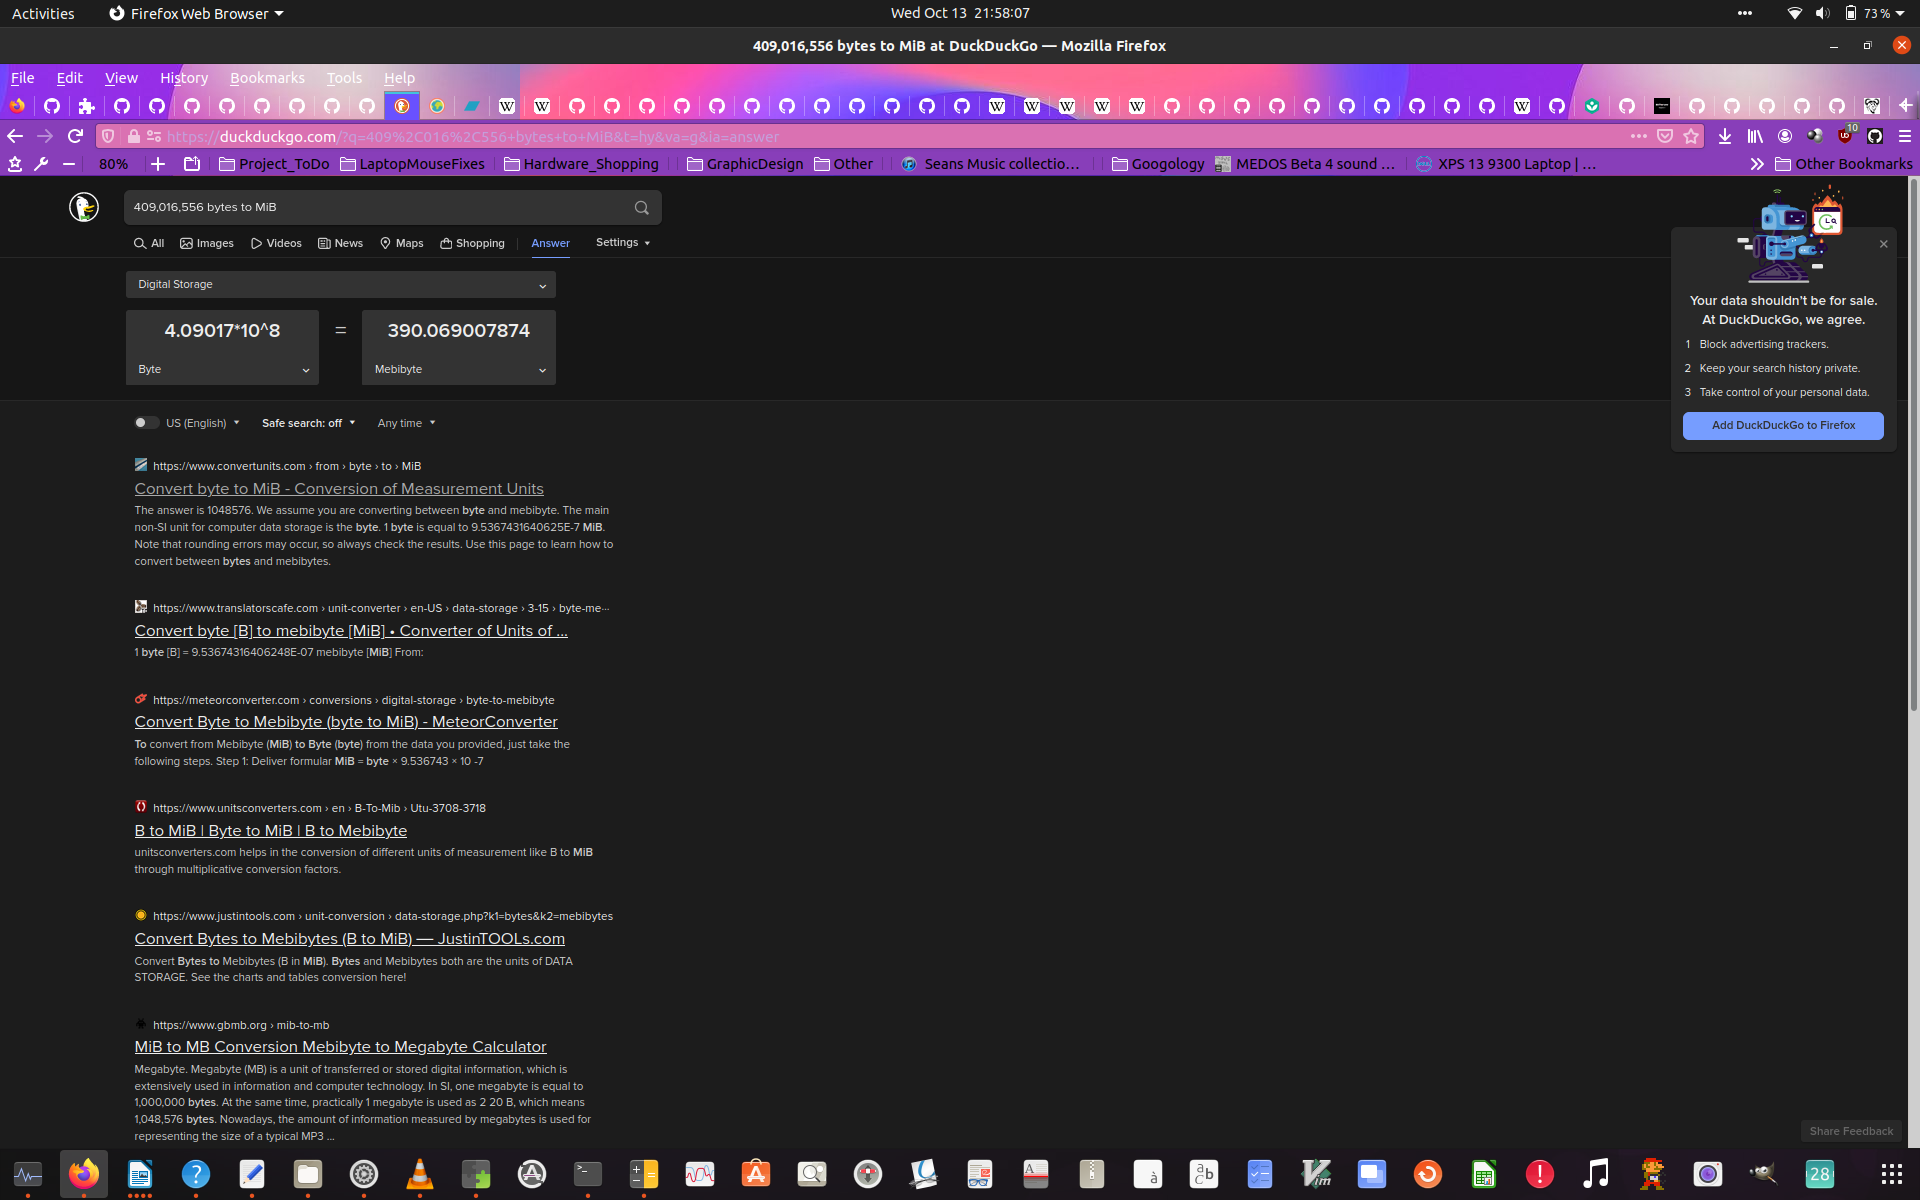 Activities
Firefox Web Browser
Wed Oct 13 21:58:07
73 %
409,016,556 bytes to MiB at DuckDuckGo — Mozilla Firefox
File Edit View History Bookmarks Tools Help
https://duckduckgo.com/?q=409%2C016%2C556+bytes+to+MiB&t=hy&va=g&ia=answer
10
80%
Project_ToDo
LaptopMouseFixes
Hardware_Shopping
GraphicDesign
Other
Seans Music collectio…
Googology
MEDOS Beta 4 sound …
XPS 13 9300 Laptop | …
Other Bookmarks
409,016,556 bytes to MiB
All Images Videos News Maps Shopping Answer Settings
Digital Storage
4.09017*10^8 = 390.069007874
Byte Mebibyte
US (English) Safe search: off Any time
https://www.convertunits.com › from › byte › to › MiB
Convert byte to MiB - Conversion of Measurement Units
The answer is 1048576. We assume you are converting between byte and mebibyte. The main
non-SI unit for computer data storage is the byte. 1 byte is equal to 9.5367431640625E-7 MiB.
Note that rounding errors may occur, so always check the results. Use this page to learn how to
convert between bytes and mebibytes.
https://www.translatorscafe.com › unit-converter › en-US › data-storage › 3-15 › byte-me…
Convert byte [B] to mebibyte [MiB] • Converter of Units of ...
1 byte [B] = 9.53674316406248E-07 mebibyte [MiB] From:
https://meteorconverter.com › conversions › digital-storage › byte-to-mebibyte
Convert Byte to Mebibyte (byte to MiB) - MeteorConverter
To convert from Mebibyte (MiB) to Byte (byte) from the data you provided, just take the
following steps. Step 1: Deliver formular MiB = byte × 9.536743 × 10 -7
https://www.unitsconverters.com › en › B-To-Mib › Utu-3708-3718
B to MiB | Byte to MiB | B to Mebibyte
unitsconverters.com helps in the conversion of different units of measurement like B to MiB
through multiplicative conversion factors.
https://www.justintools.com › unit-conversion › data-storage.php?k1=bytes&k2=mebibytes
Convert Bytes to Mebibytes (B to MiB) — JustinTOOLs.com
Convert Bytes to Mebibytes (B in MiB). Bytes and Mebibytes both are the units of DATA
STORAGE. See the charts and tables conversion here!
https://www.gbmb.org › mib-to-mb
MiB to MB Conversion Mebibyte to Megabyte Calculator
Megabyte. Megabyte (MB) is a unit of transferred or stored digital information, which is
extensively used in information and computer technology. In SI, one megabyte is equal to
1,000,000 bytes. At the same time, practically 1 megabyte is used as 2 20 B, which means
1,048,576 bytes. Nowadays, the amount of information measured by megabytes is used for
representing the size of a typical MP3 ...
Your data shouldn't be for sale.
At DuckDuckGo, we agree.
1 Block advertising trackers.
2 Keep your search history private.
3 Take control of your personal data.
Add DuckDuckGo to Firefox
Share Feedback
28